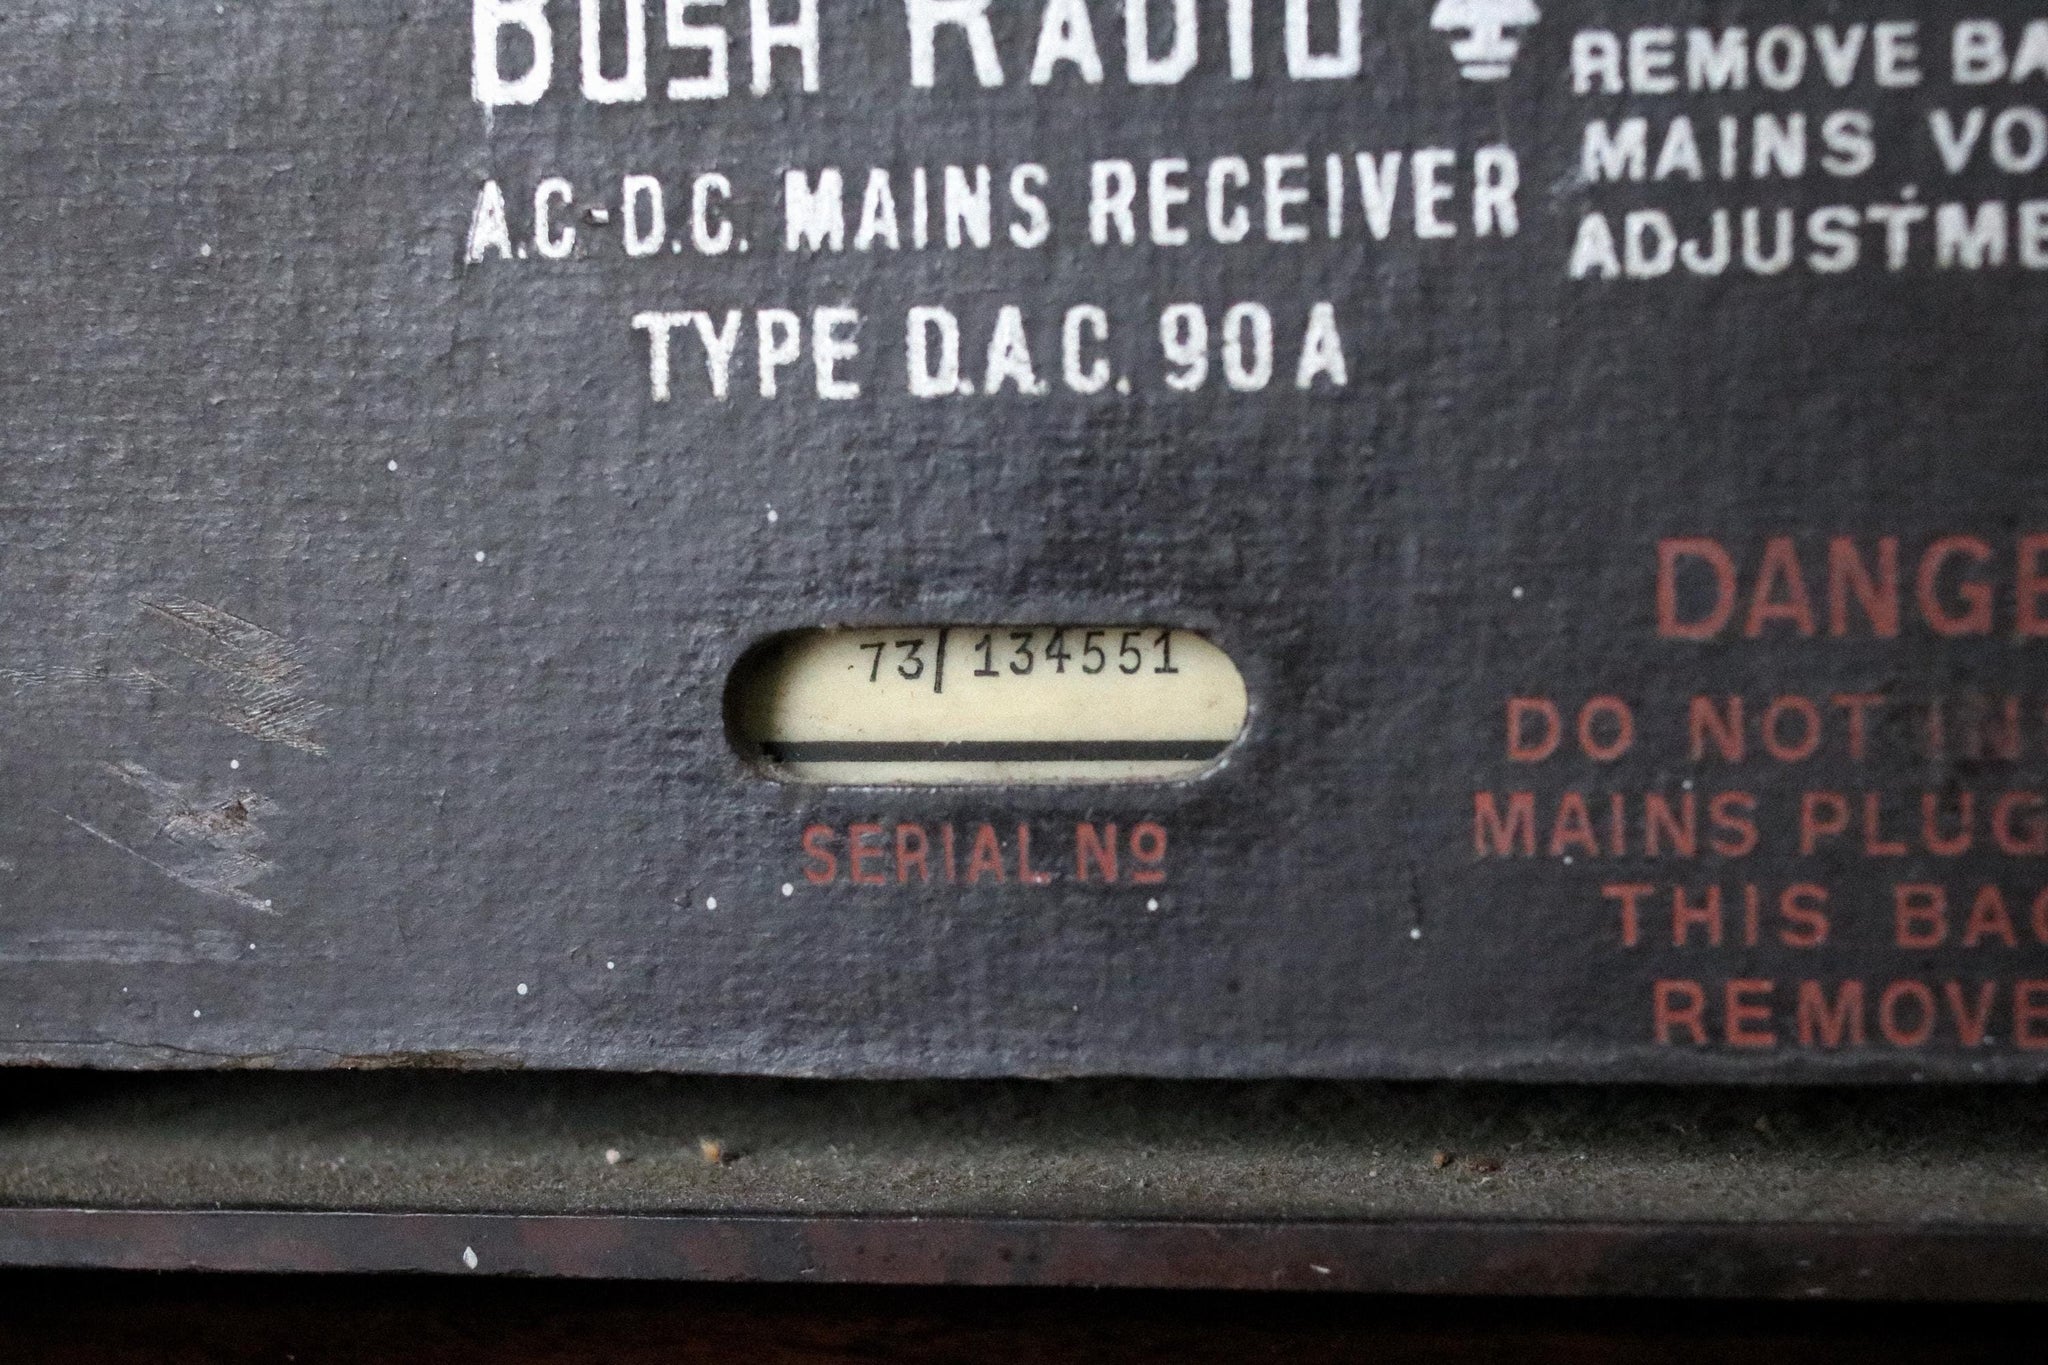 BUSH RADIO
A.C-D.C. MAINS RECEIVER
TYPE D.A.C. 90A
REMOVE BA
MAINS VO
ADJUSTME
73/134551
SERIAL Nº
DANGE
DO NOT IN
MAINS PLUG
THIS BAC
REMOVE